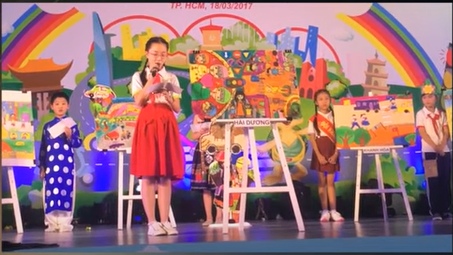 TP. HCM, 18/03/2017
HẢI DƯƠNG